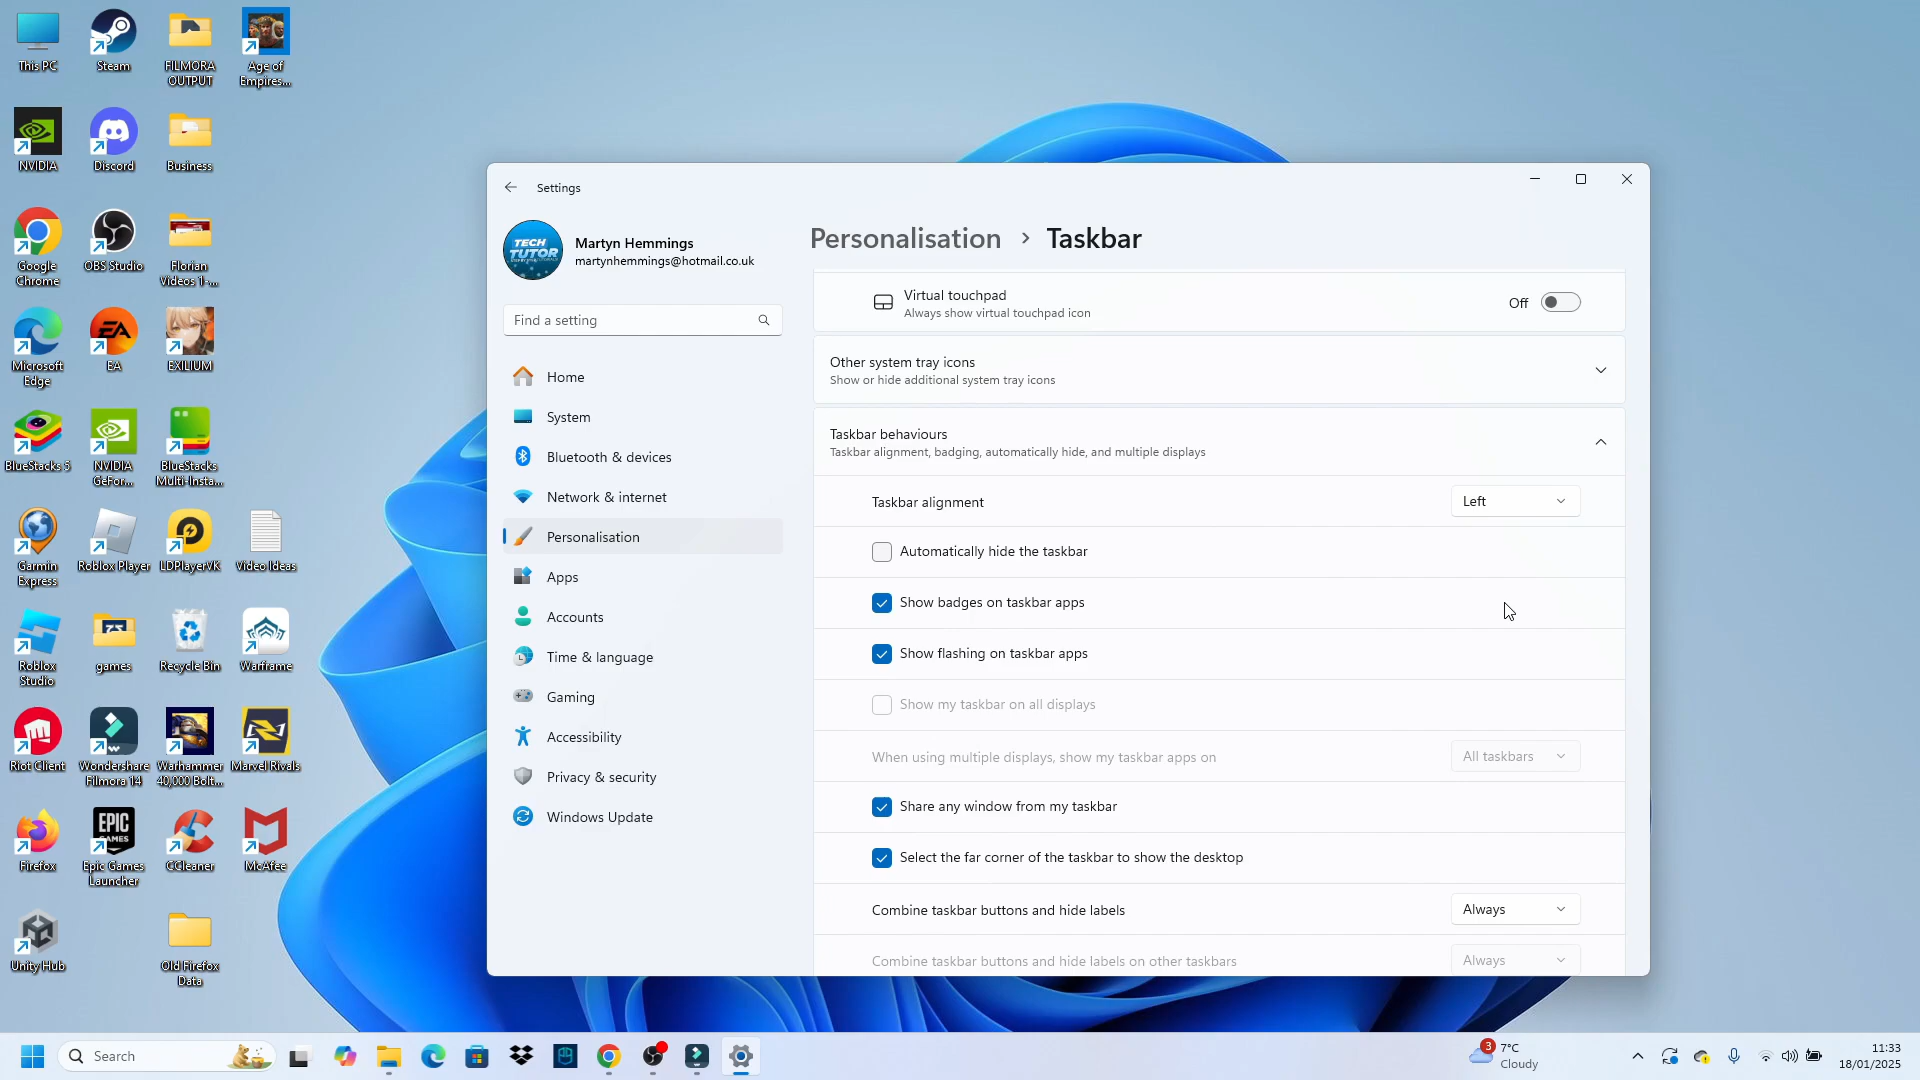 This PC
Steam
FILMORA
OUTPUT
Age of
Empires...
NVIDIA
Discord
Business
Google
Chrome
OBS Studio
Florian
Videos 1-...
Microsoft
Edge
EA
EXILIUM
BlueStacks 5
NVIDIA
GeFor...
BlueStacks
Multi-Insta...
Garmin
Express
Roblox Player
LDPlayerVK
Video Ideas
Roblox
Studio
games
Recycle Bin
Warframe
Riot Client
Wondershare
Filmora 14
Warhammer
40,000 Bolt...
Marvel Rivals
Firefox
EPIC
GAMES
Epic Games
Launcher
CCleaner
McAfee
Unity Hub
Old Firefox
Data
Settings
TECH
TUTOR
Martyn Hemmings
martynhemmings@hotmail.co.uk
Find a setting
Home
System
Bluetooth & devices
Network & internet
Personalisation
Apps
Accounts
Time & language
Gaming
Accessibility
Privacy & security
Windows Update
Personalisation > Taskbar
Virtual touchpad
Always show virtual touchpad icon
Off
Other system tray icons
Show or hide additional system tray icons
Taskbar behaviours
Taskbar alignment, badging, automatically hide, and multiple displays
Taskbar alignment
Left
Automatically hide the taskbar
Show badges on taskbar apps
Show flashing on taskbar apps
Show my taskbar on all displays
When using multiple displays, show my taskbar apps on
All taskbars
Share any window from my taskbar
Select the far corner of the taskbar to show the desktop
Combine taskbar buttons and hide labels
Always
Combine taskbar buttons and hide labels on other taskbars
Always
Search
3
7°C
Cloudy
11:33
18/01/2025